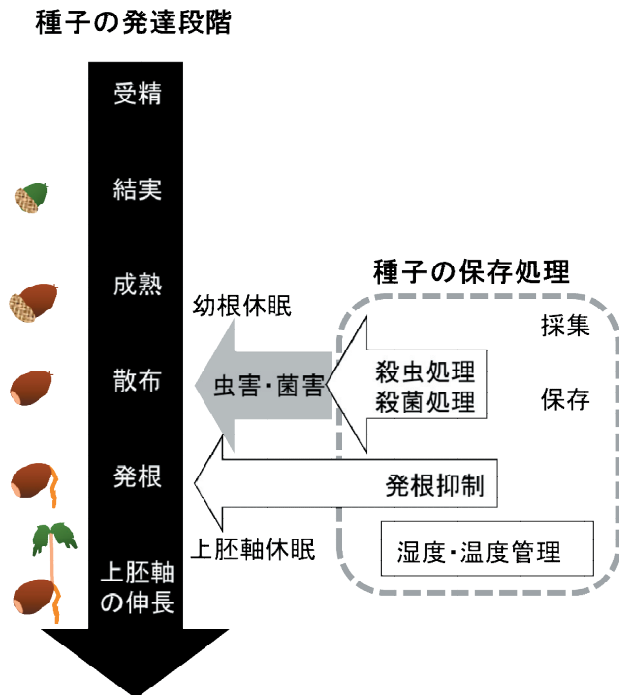 種子の発達段階
受精
結実
成熟
散布
発根
上胚軸
の伸長
幼根休眠
虫害・菌害
上胚軸休眠
種子の保存処理
採集
殺虫処理
殺菌処理
保存
発根抑制
湿度・温度管理